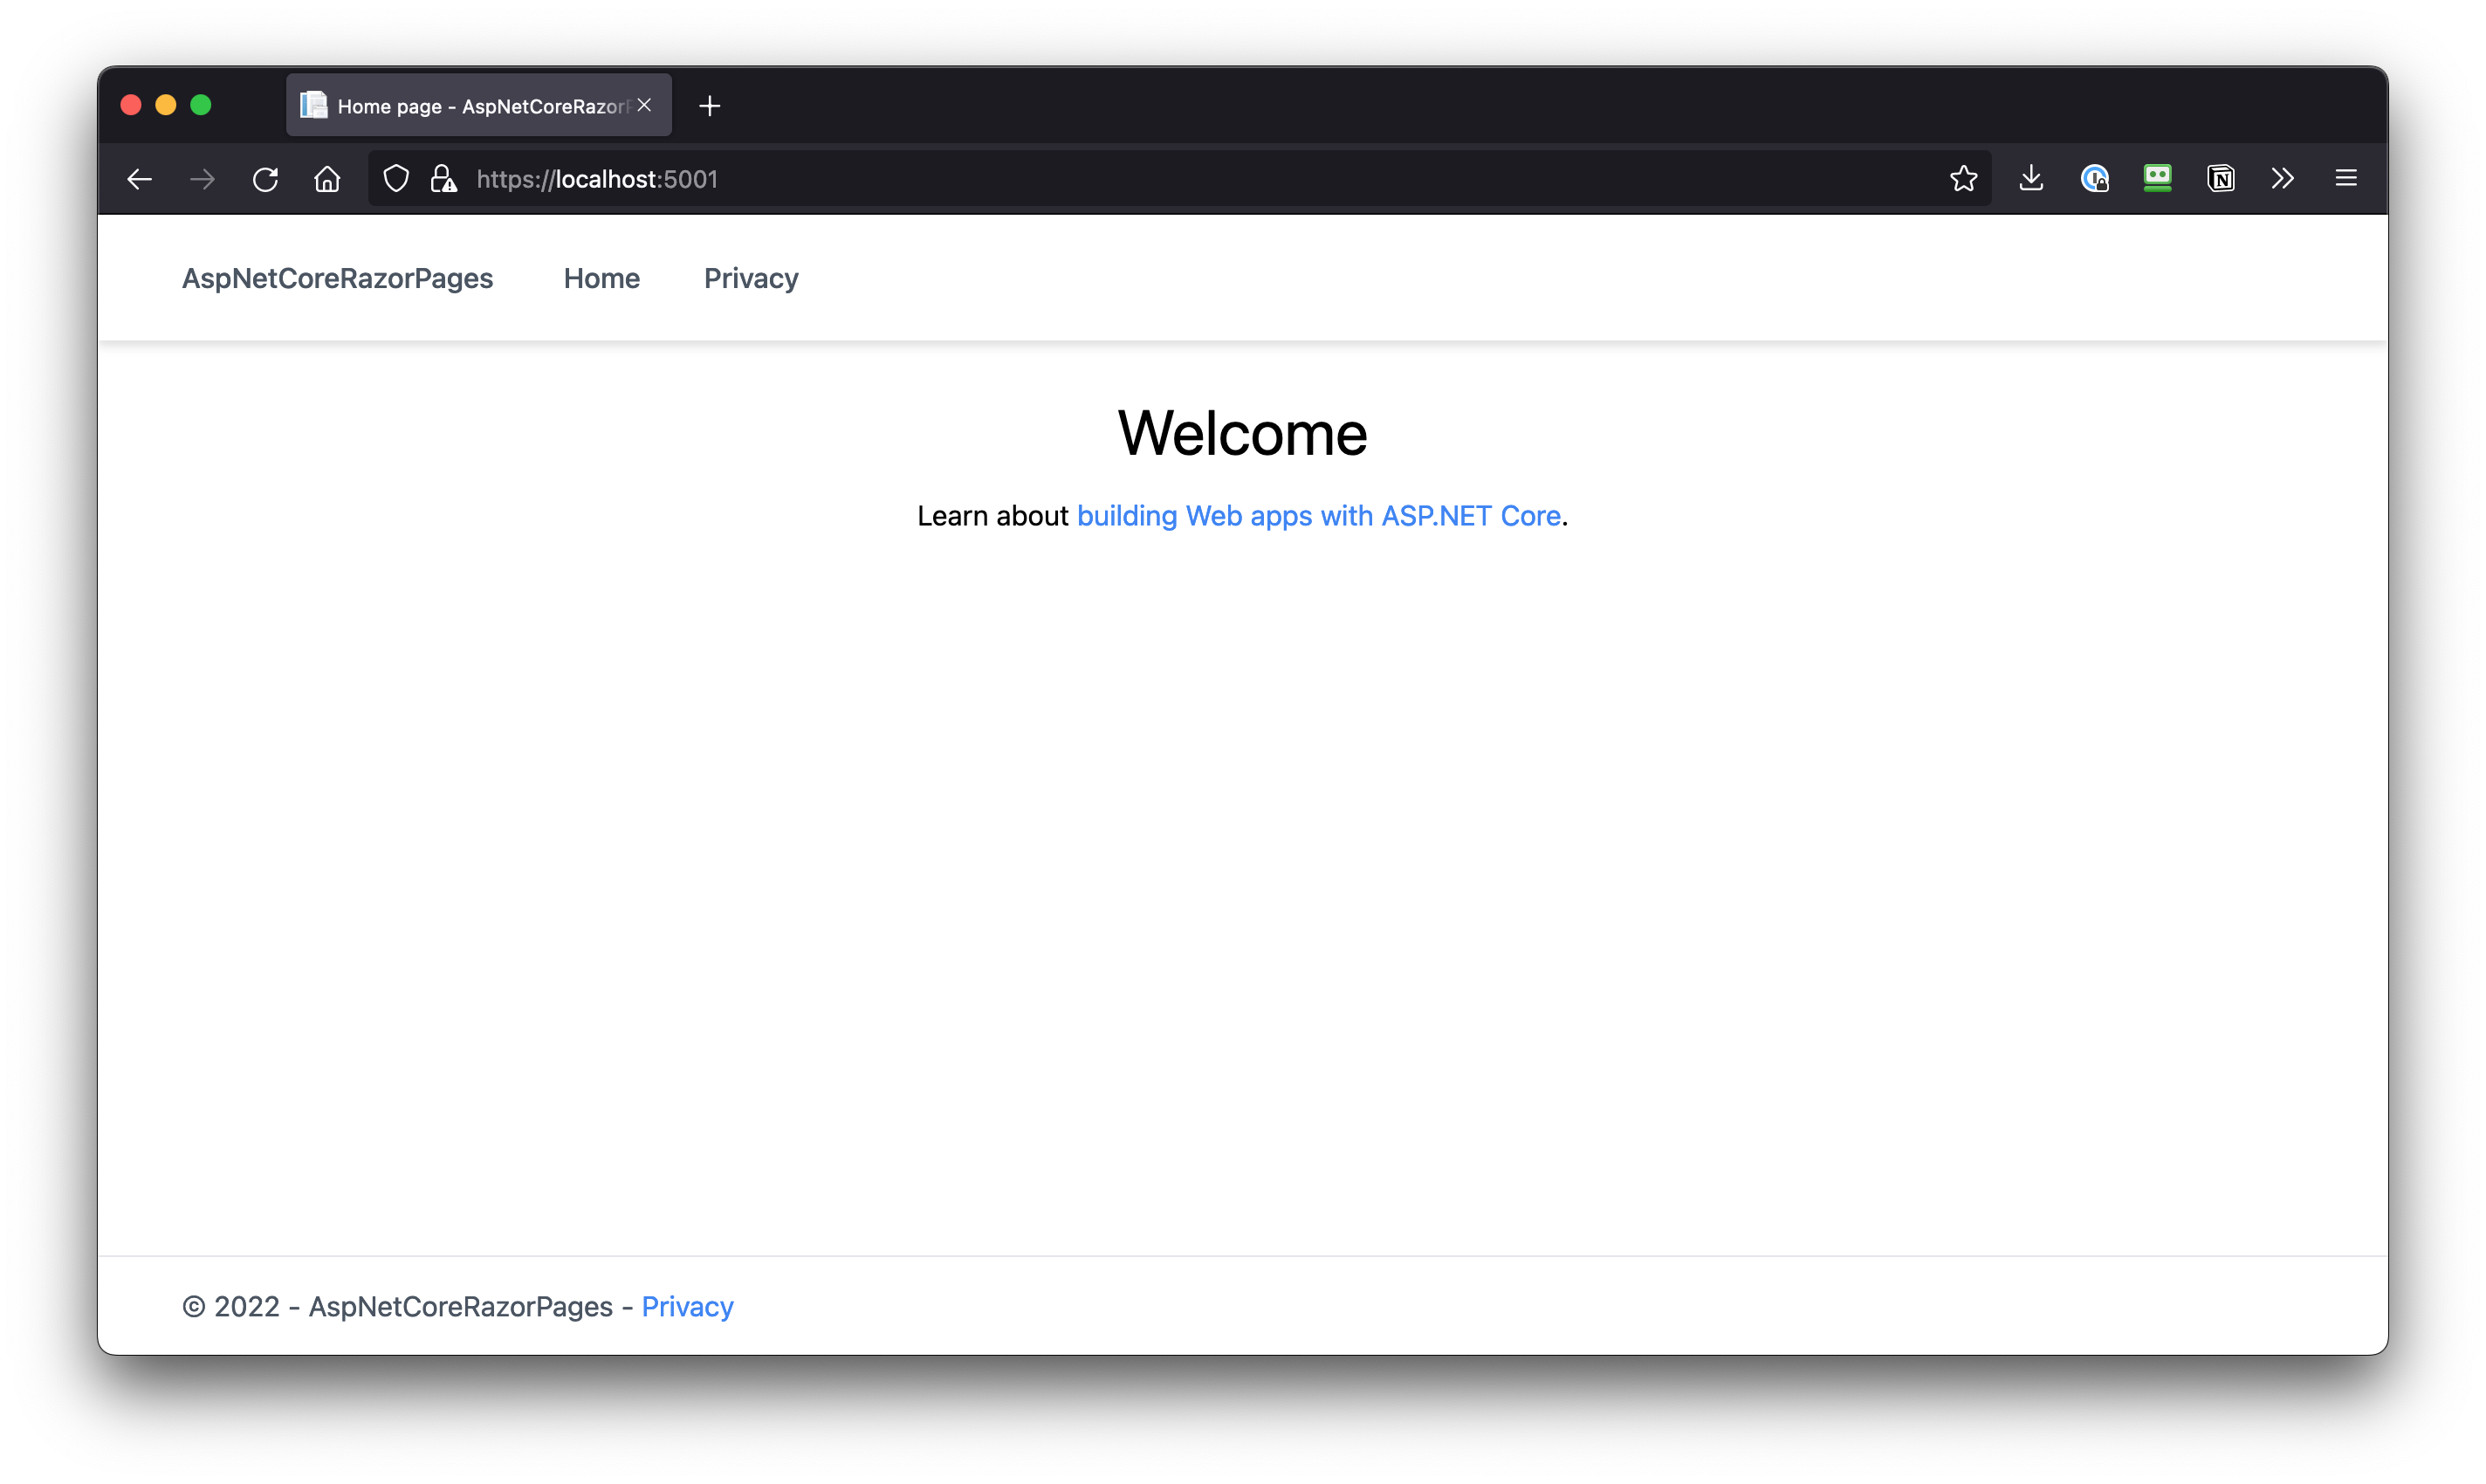 Home page - AspNetCoreRazor
https://localhost:5001
AspNetCoreRazorPages Home Privacy
Welcome
Learn about building Web apps with ASP.NET Core.
© 2022 - AspNetCoreRazorPages - Privacy